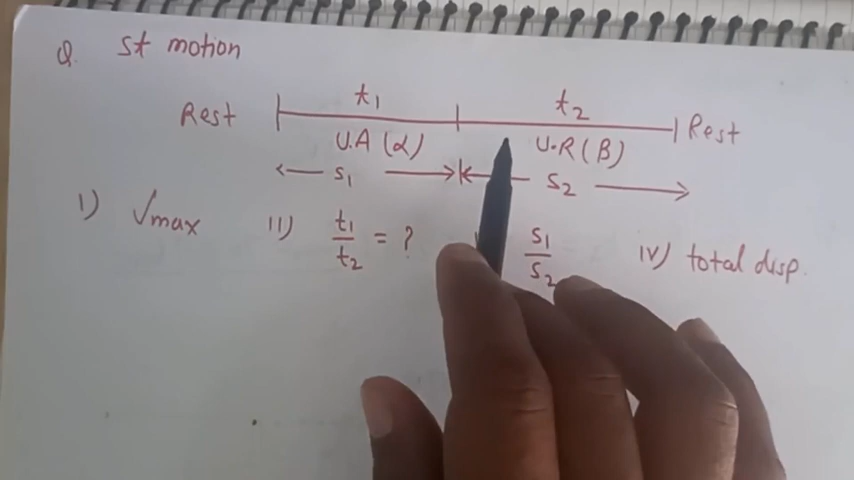 Q. St motion
t1 t2
Rest Rest
U.A (α) U.R (β)
S1 S2
I) Vmax II) t1/t2 = ? S1/S2 IV) total disp.